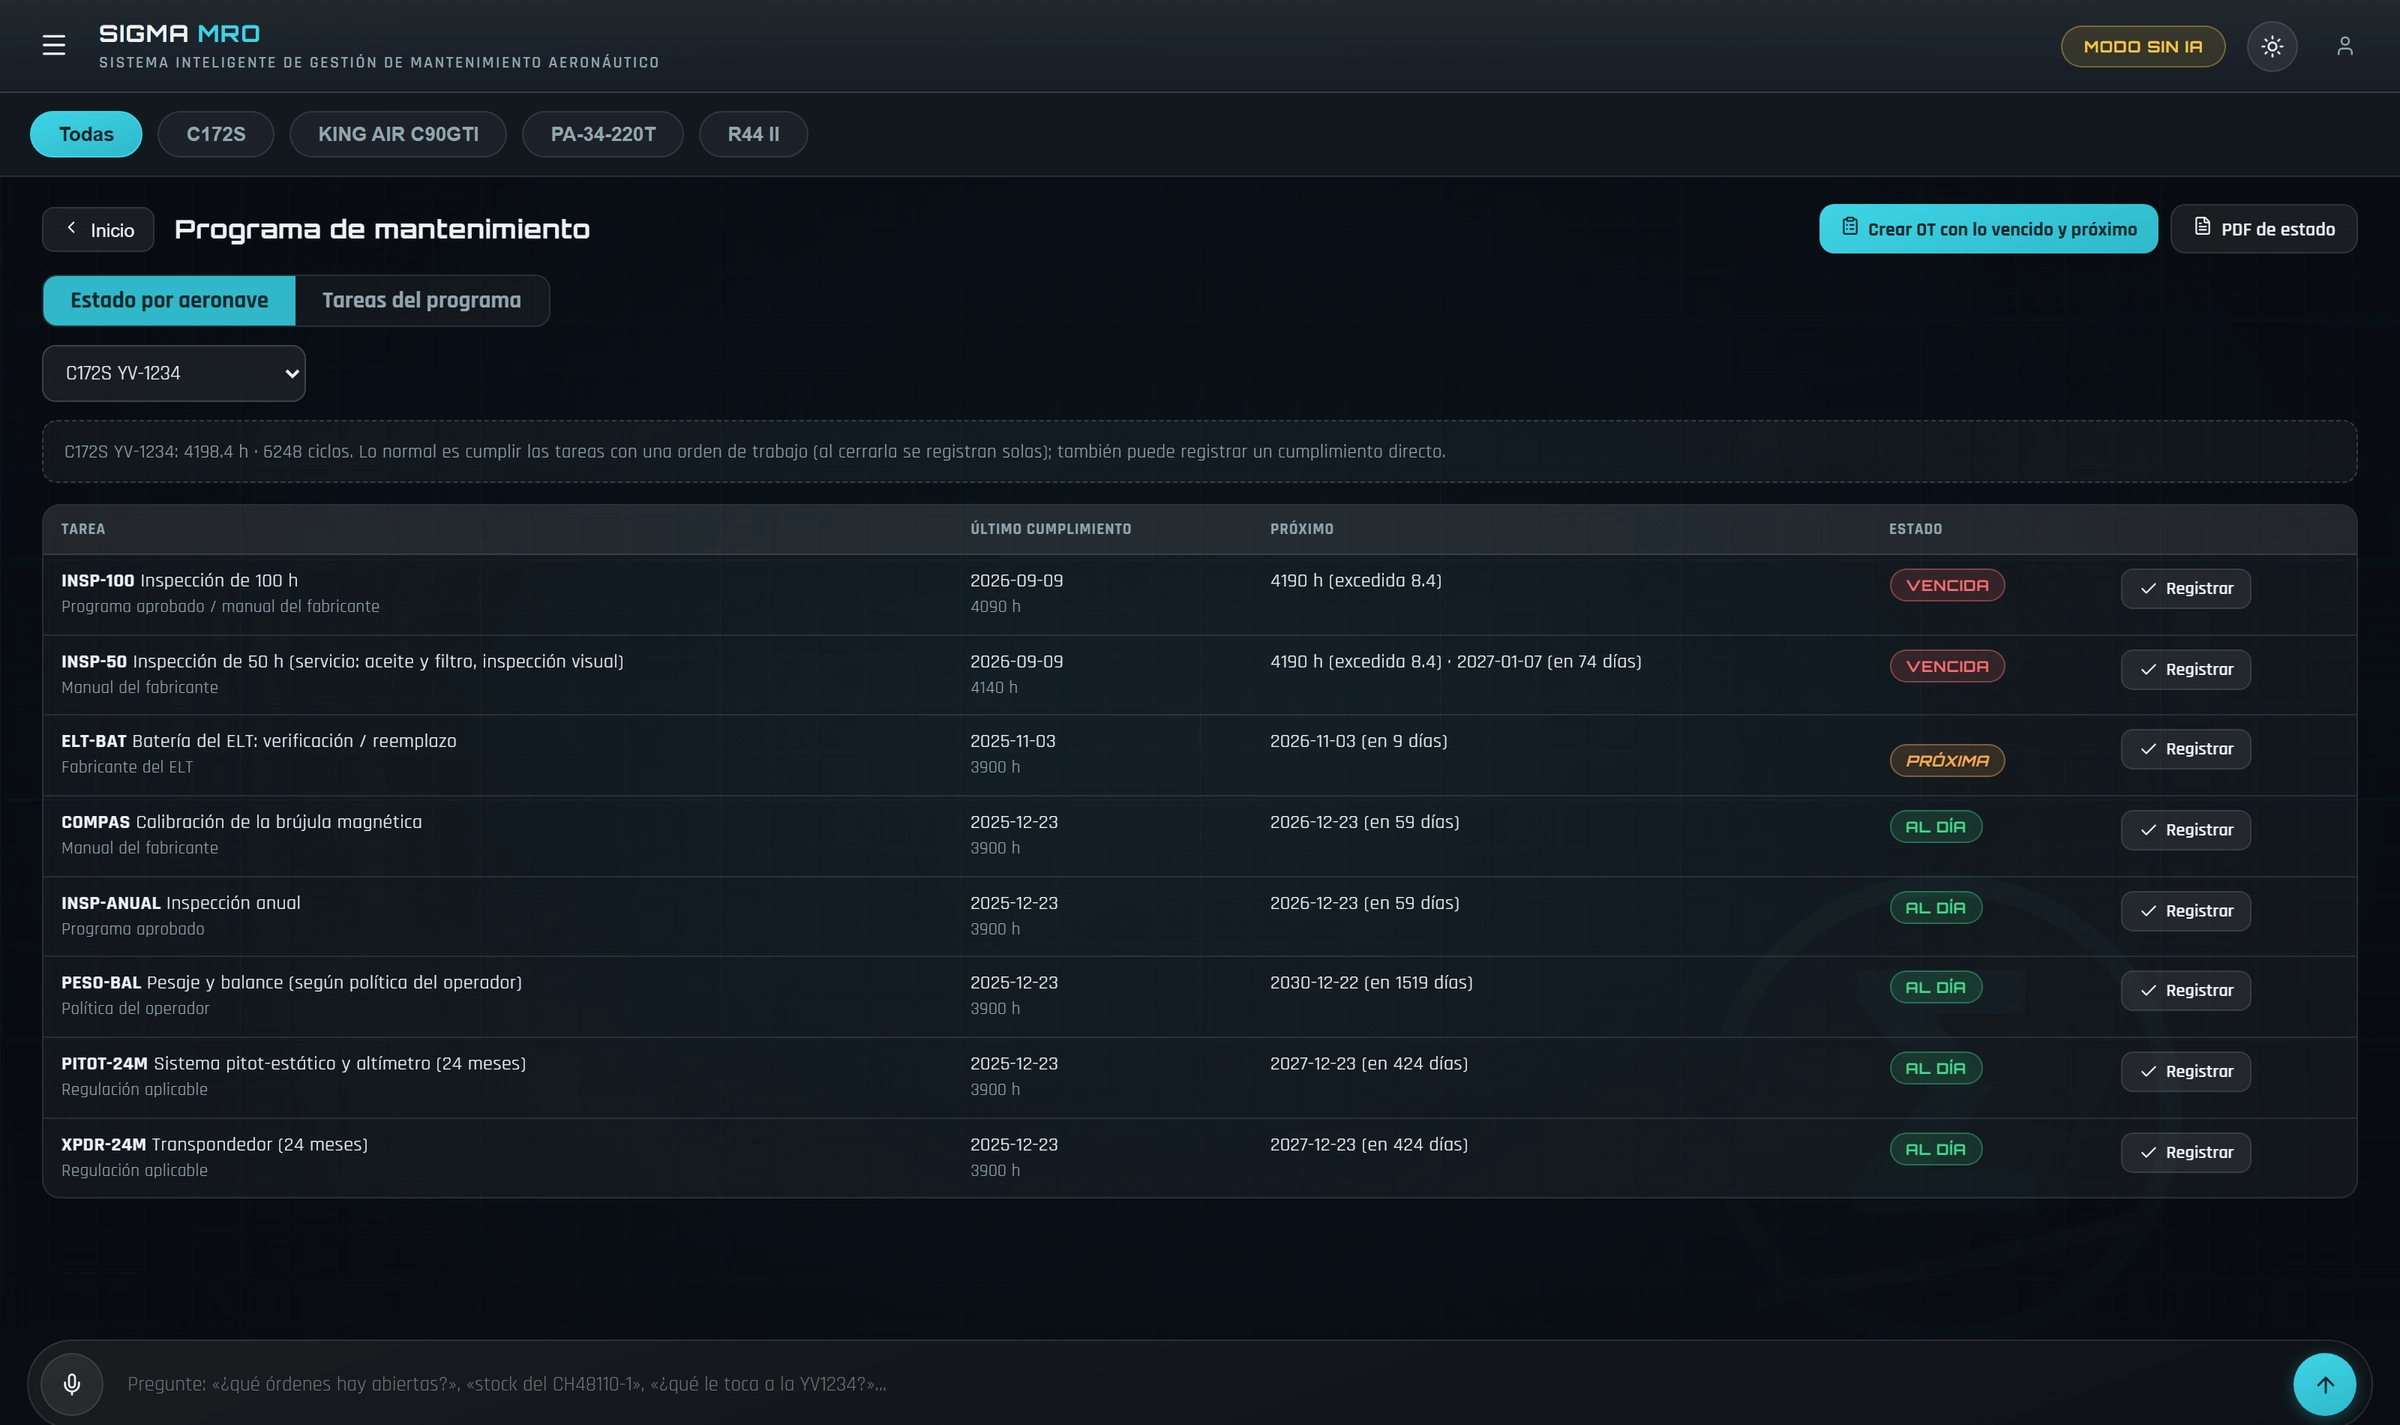 SIGMA MRO
SISTEMA INTELIGENTE DE GESTIÓN DE MANTENIMIENTO AERONÁUTICO
MODO SIN IA
Todas
C172S
KING AIR C90GTI
PA-34-220T
R44 II
Inicio
Programa de mantenimiento
Crear OT con lo vencido y próximo
PDF de estado
Estado por aeronave
Tareas del programa
C172S YV-1234
C172S YV-1234: 4198.4 h · 6248 ciclos. Lo normal es cumplir las tareas con una orden de trabajo (al cerrarla se registran solas); también puede registrar un cumplimiento directo.
TAREA ÚLTIMO CUMPLIMIENTO PRÓXIMO ESTADO
INSP-100 Inspección de 100 h 2026-09-09 4190 h (excedida 8.4) VENCIDA Registrar
Programa aprobado / manual del fabricante 4090 h
INSP-50 Inspección de 50 h (servicio: aceite y filtro, inspección visual) 2026-09-09 4190 h (excedida 8.4) · 2027-01-07 (en 74 días) VENCIDA Registrar
Manual del fabricante 4140 h
ELT-BAT Batería del ELT: verificación / reemplazo 2025-11-03 2026-11-03 (en 9 días) PRÓXIMA Registrar
Fabricante del ELT 3900 h
COMPAS Calibración de la brújula magnética 2025-12-23 2026-12-23 (en 59 días) AL DÍA Registrar
Manual del fabricante 3900 h
INSP-ANUAL Inspección anual 2025-12-23 2026-12-23 (en 59 días) AL DÍA Registrar
Programa aprobado 3900 h
PESO-BAL Pesaje y balance (según política del operador) 2025-12-23 2030-12-22 (en 1519 días) AL DÍA Registrar
Política del operador 3900 h
PITOT-24M Sistema pitot-estático y altímetro (24 meses) 2025-12-23 2027-12-23 (en 424 días) AL DÍA Registrar
Regulación aplicable 3900 h
XPDR-24M Transpondedor (24 meses) 2025-12-23 2027-12-23 (en 424 días) AL DÍA Registrar
Regulación aplicable 3900 h
Pregunte: «¿qué órdenes hay abiertas?», «stock del CH48110-1», «¿qué le toca a la YV1234?»...